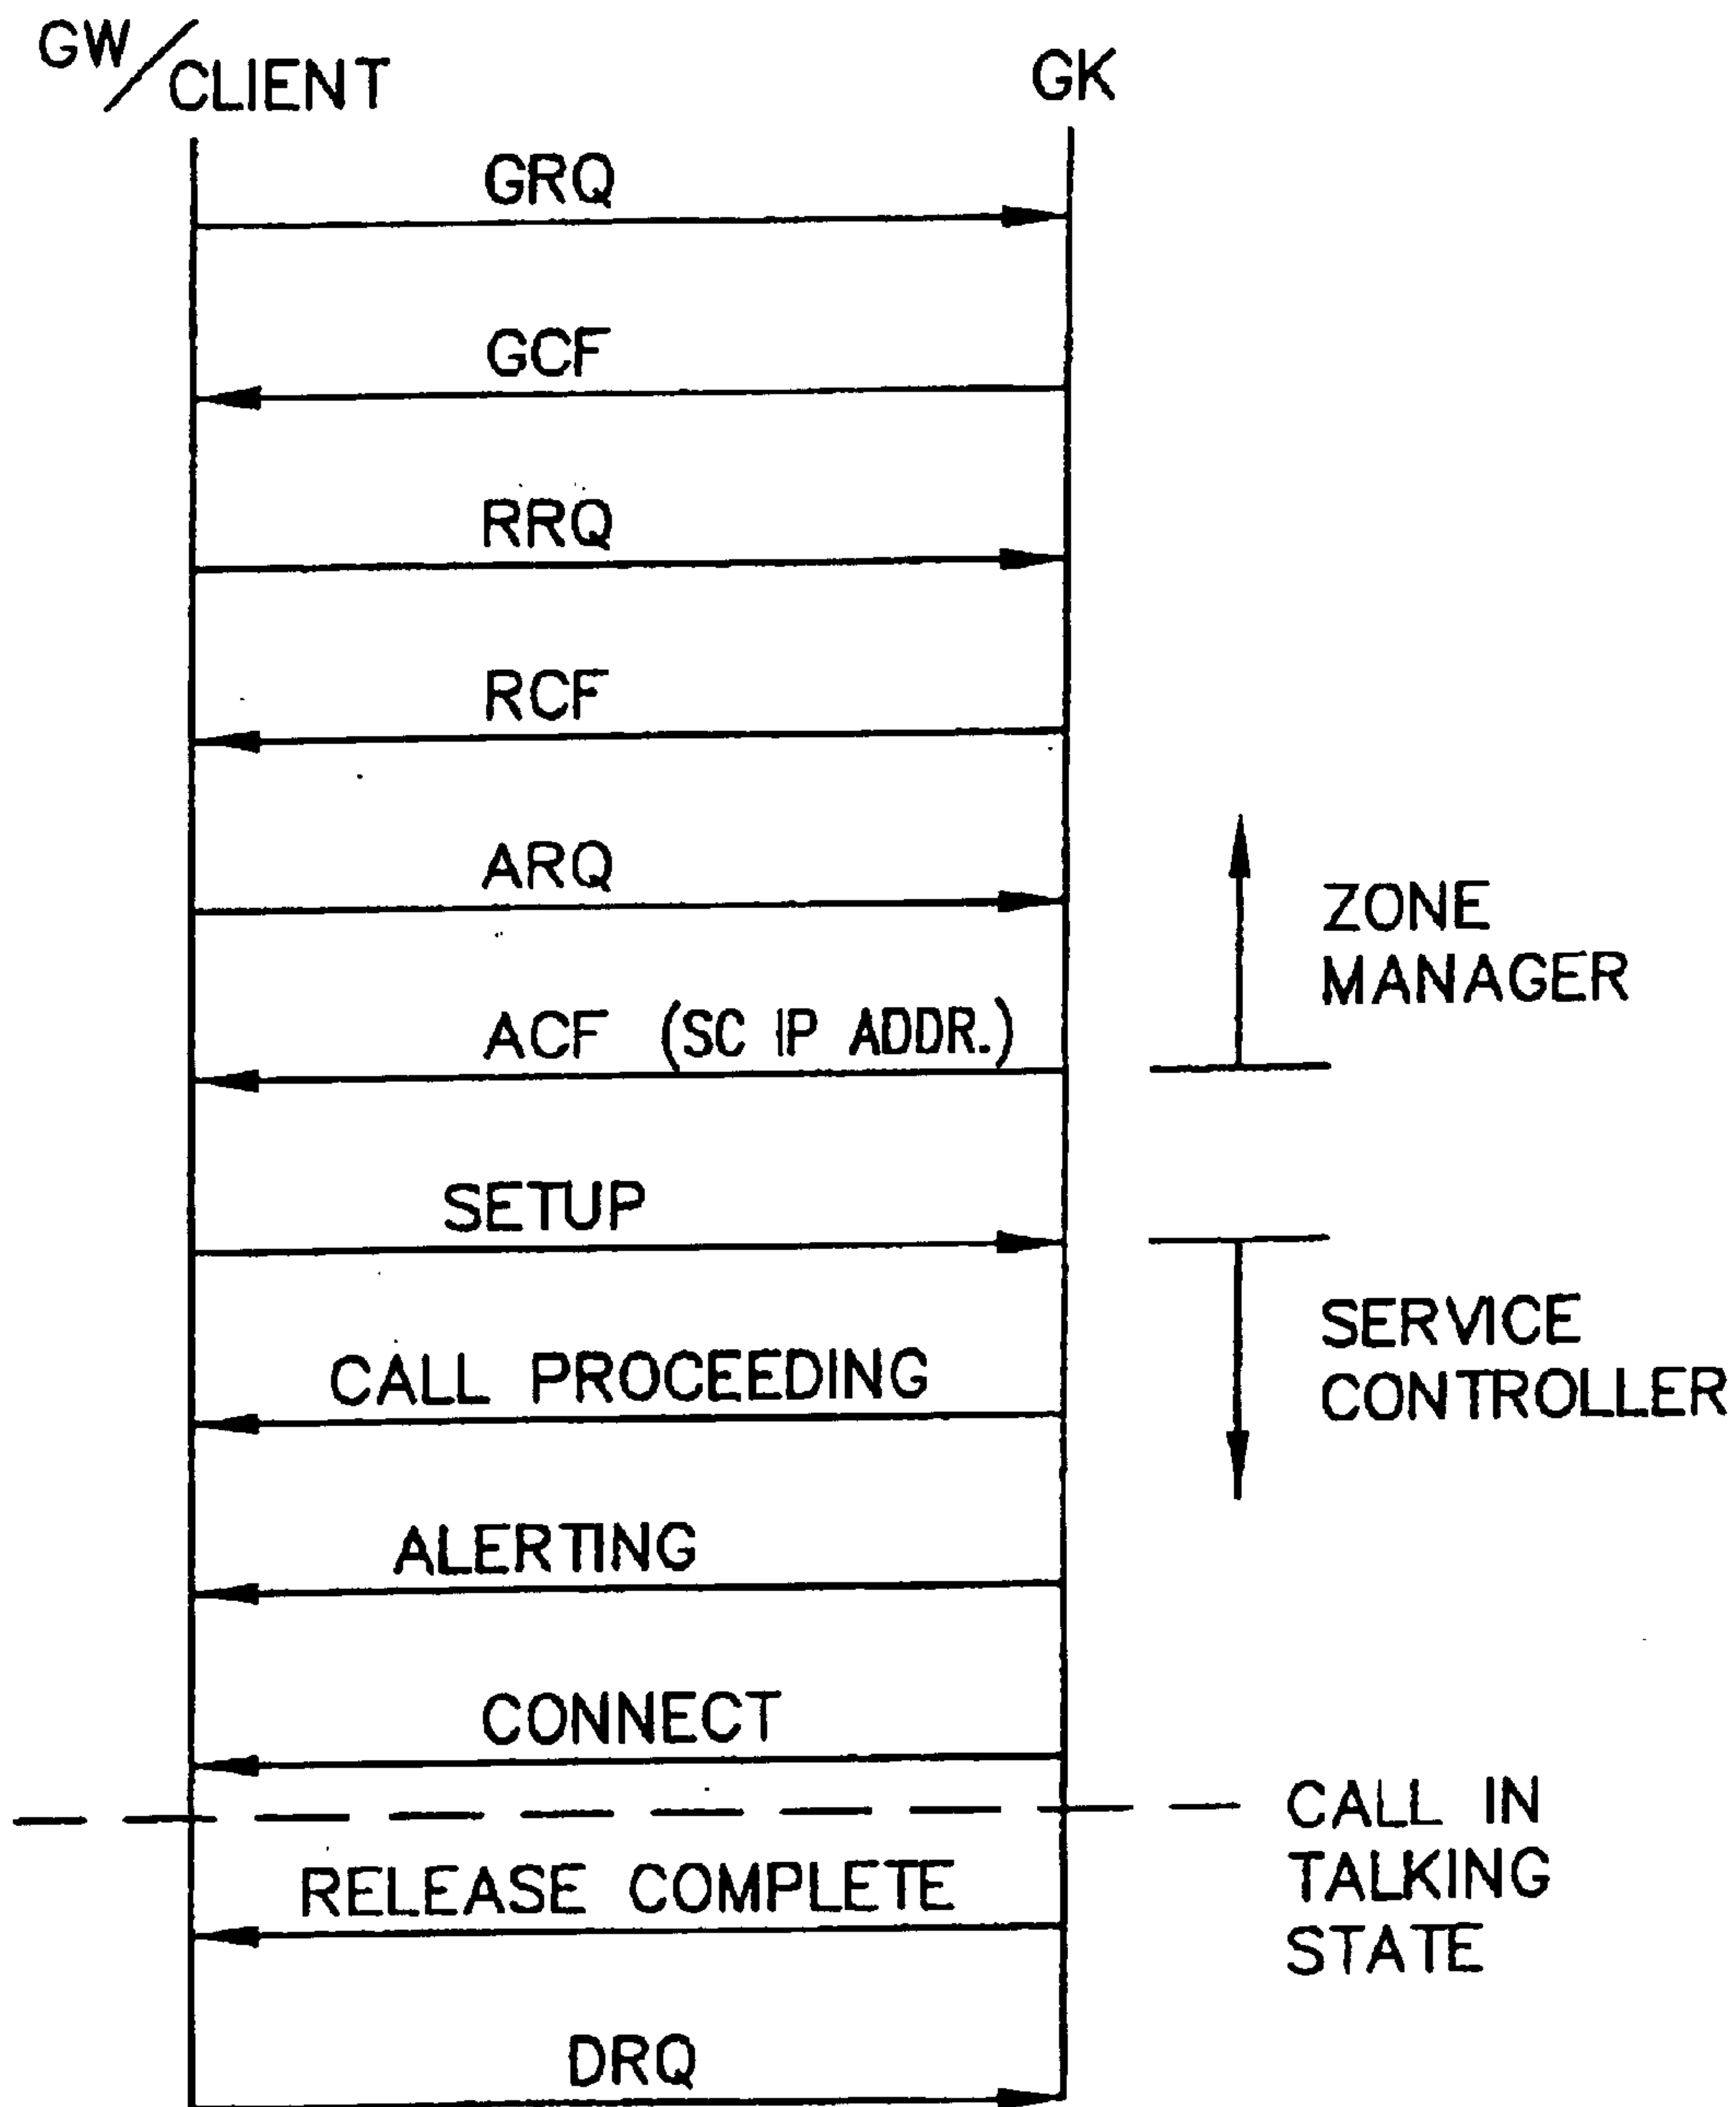 GW/CLIENT
GK
GRQ
GCF
RRQ
RCF
ARQ
ZONE
MANAGER
ACF (SC IP ADDR.)
SETUP
SERVICE
CONTROLLER
CALL PROCEEDING
ALERTING
CONNECT
CALL IN
TALKING
STATE
RELEASE COMPLETE
DRQ